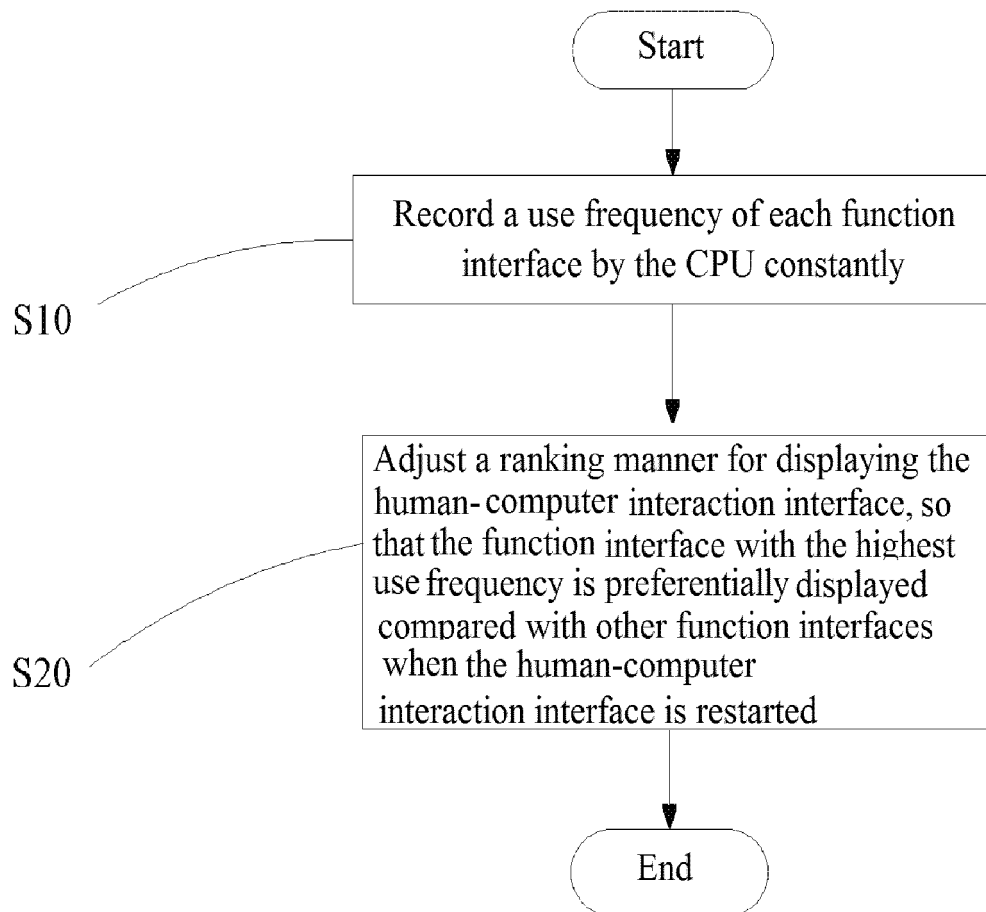 Start
Record a use frequency of each function
interface by the CPU constantly
S10
Adjust a ranking manner for displaying the
human-computer interaction interface, so
that the function interface with the highest
use frequency is preferentially displayed
compared with other function interfaces
when the human-computer
interaction interface is restarted
S20
End